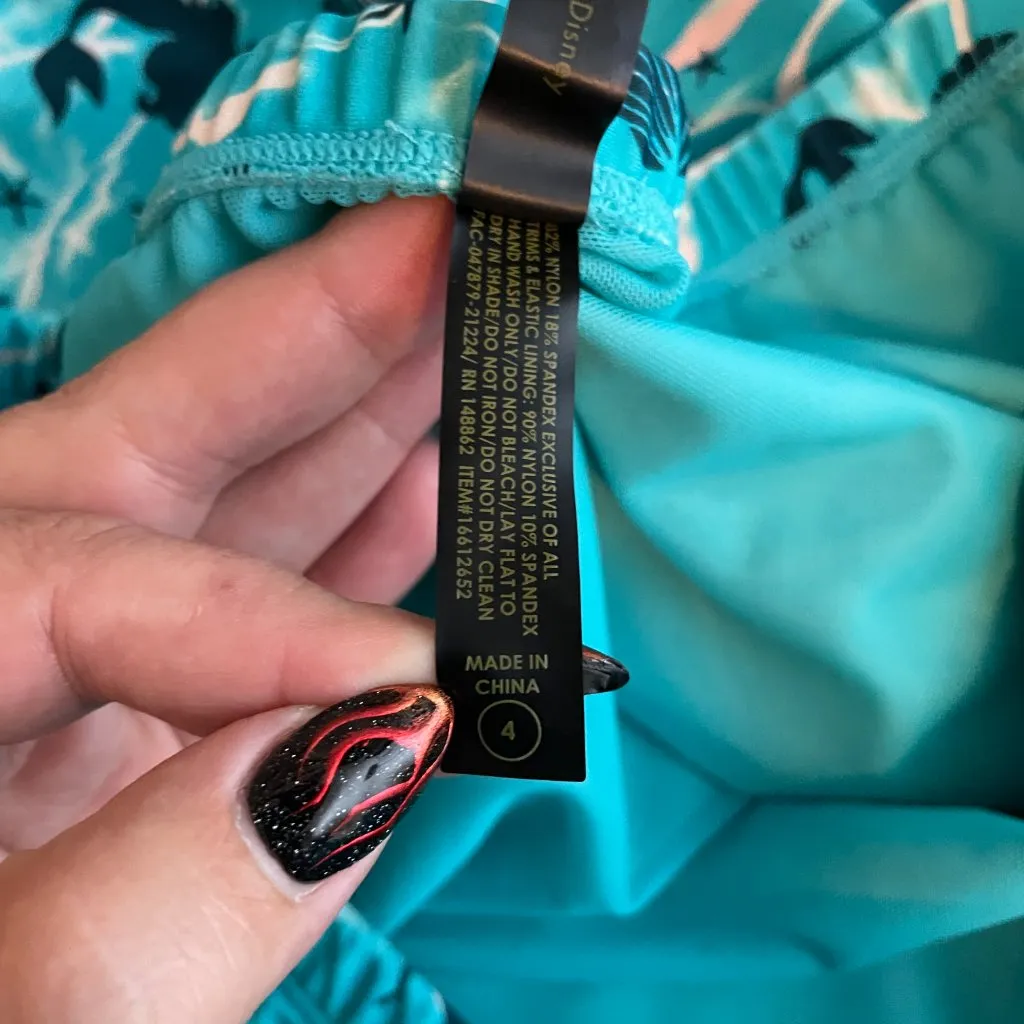 Disney
82% NYLON 18% SPANDEX EXCLUSIVE OF ALL
TRIMS & ELASTIC LINING: 90% NYLON 10% SPANDEX
HAND WASH ONLY/DO NOT BLEACH/LAY FLAT TO
DRY IN SHADE/DO NOT IRON/DO NOT DRY CLEAN
FAC-047879-21224/ RN 148862 ITEM#16612652
MADE IN
CHINA
4